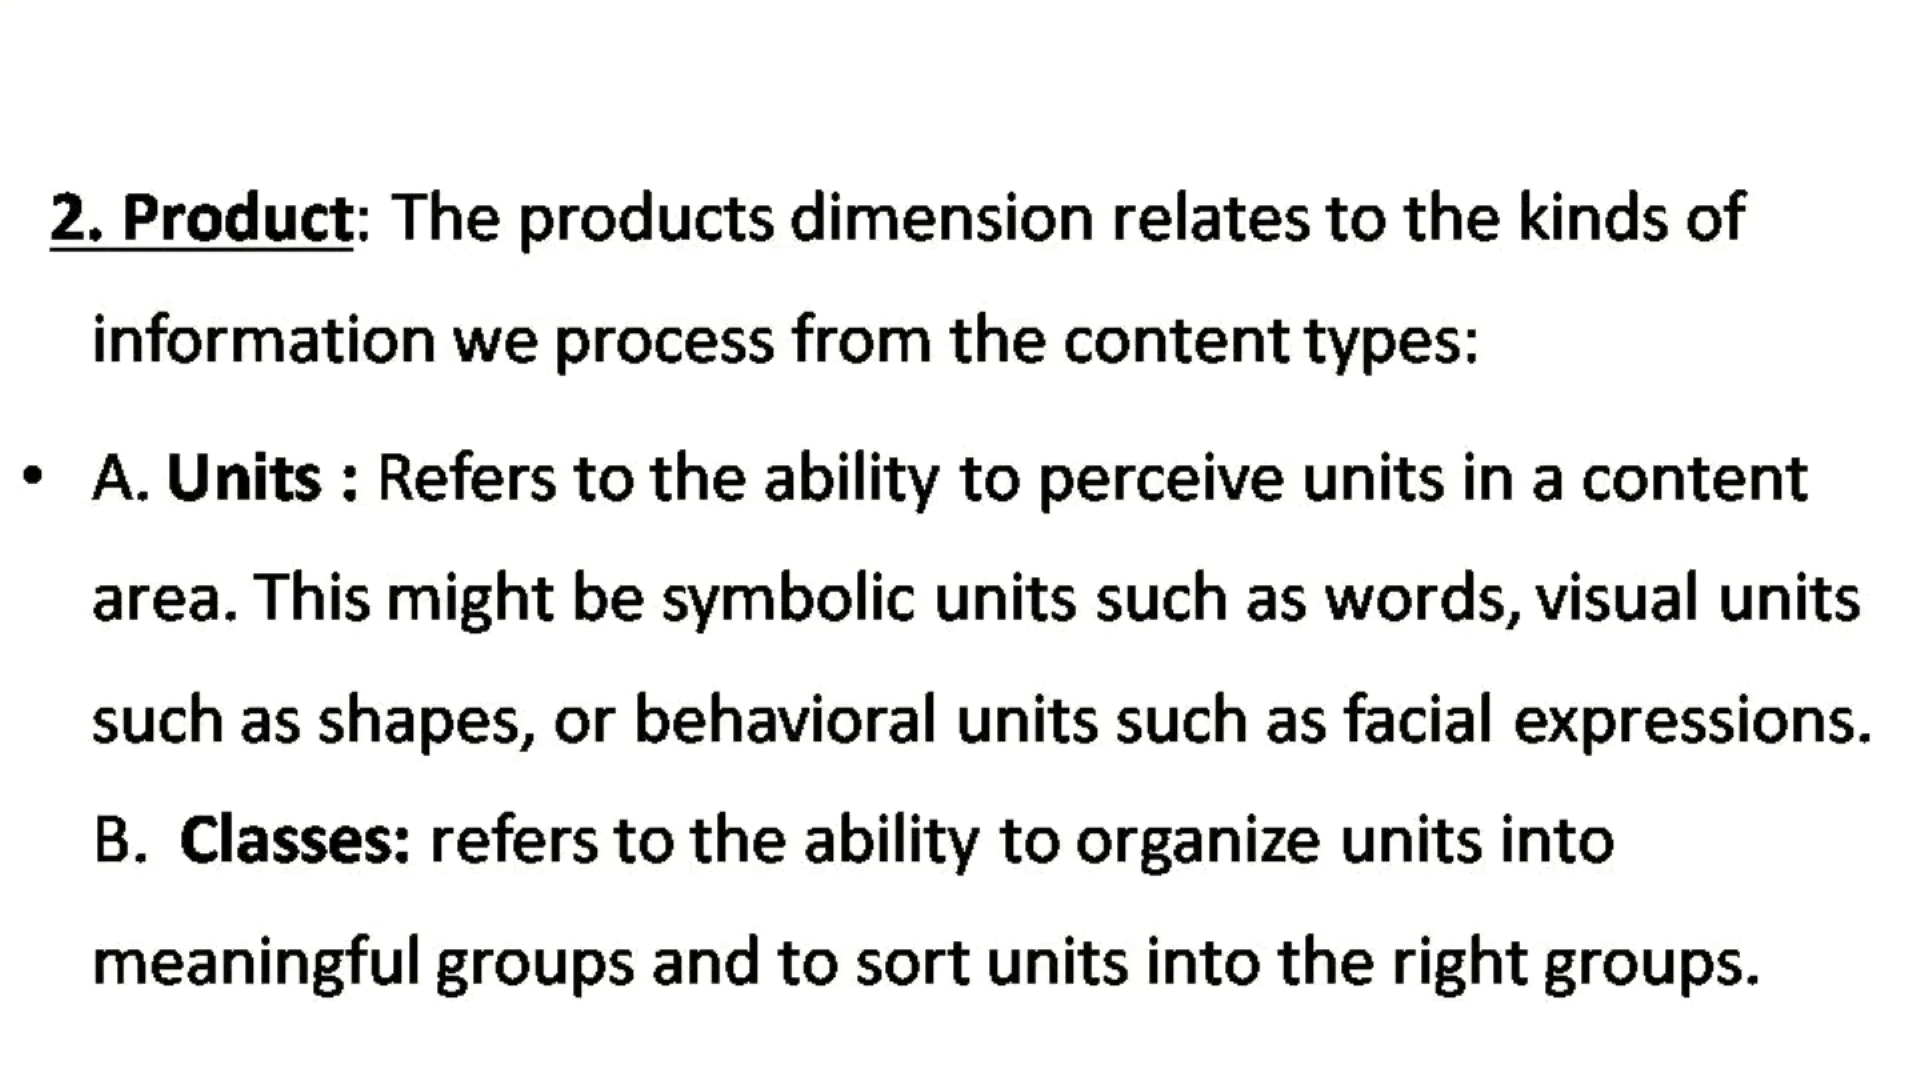 2. Product: The products dimension relates to the kinds of
information we process from the content types:
• A. Units : Refers to the ability to perceive units in a content
area. This might be symbolic units such as words, visual units
such as shapes, or behavioral units such as facial expressions.
B. Classes: refers to the ability to organize units into
meaningful groups and to sort units into the right groups.